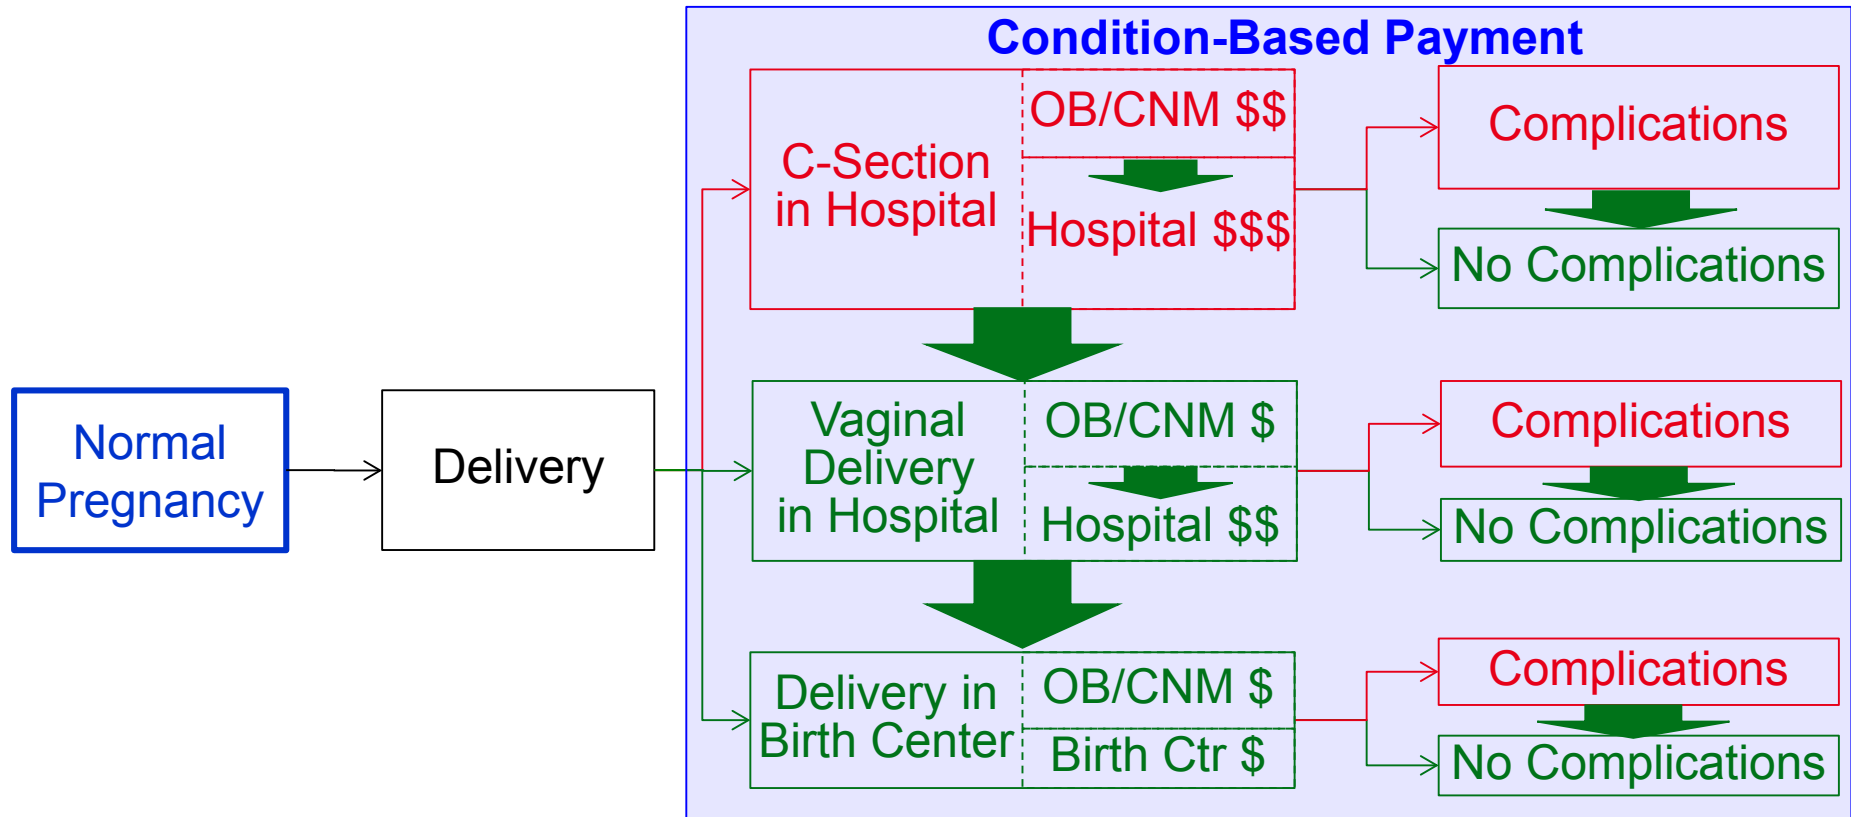 Condition-Based Payment
C-Section
in Hospital
OB/CNM $$
Hospital $$$
Complications
No Complications
Normal
Pregnancy
Delivery
Vaginal
Delivery
in Hospital
OB/CNM $
Hospital $$
Complications
No Complications
Delivery in
Birth Center
OB/CNM $
Birth Ctr $
Complications
No Complications